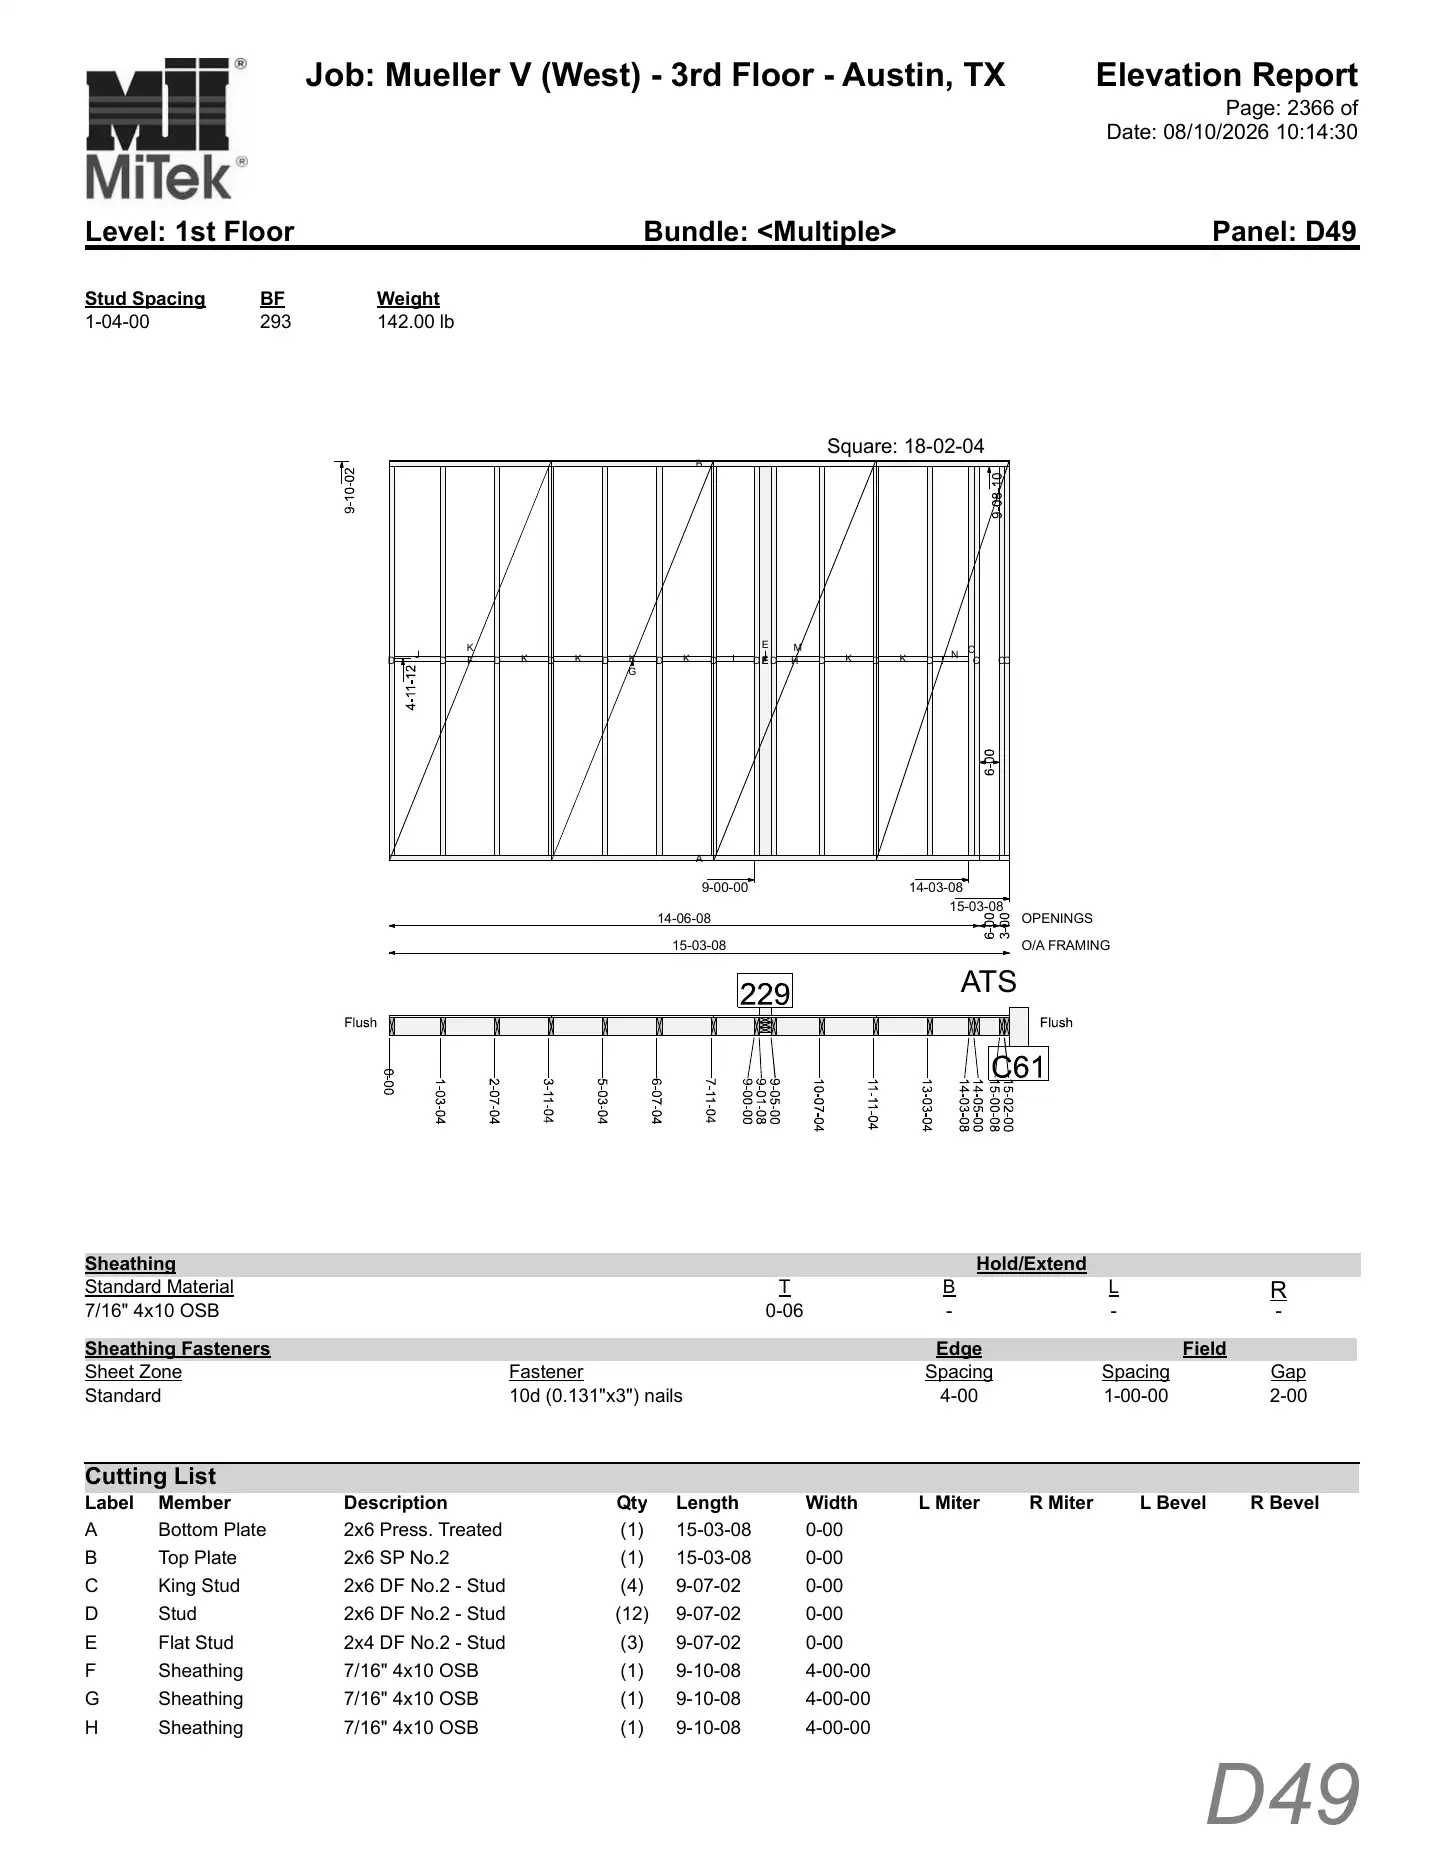 Job: Mueller V (West) - 3rd Floor - Austin, TX
Elevation Report
Page: 2366 of
Date: 08/10/2026 10:14:30
MiTek®
Level: 1st Floor Bundle: <Multiple> Panel: D49
Stud Spacing BF Weight
1-04-00 293 142.00 lb
Square: 18-02-04
9-10-02
B
9-08-10
J K K K K K I E M K K N C
G
4-11-12
6-00
A
9-00-00 14-03-08
15-03-08
14-06-08 6-00 3-00 OPENINGS
15-03-08 O/A FRAMING
229 ATS
Flush Flush
C61
0-00 1-03-04 2-07-04 3-11-04 5-03-04 6-07-04 7-11-04 9-00-00 9-01-08 9-05-00 10-07-04 11-11-04 13-03-04 14-03-08 14-05-00 15-00-08 15-02-00
Sheathing Hold/Extend
Standard Material T B L R
7/16" 4x10 OSB 0-06 - - -
Sheathing Fasteners Edge Field
Sheet Zone Fastener Spacing Spacing Gap
Standard 10d (0.131"x3") nails 4-00 1-00-00 2-00
Cutting List
Label Member Description Qty Length Width L Miter R Miter L Bevel R Bevel
A Bottom Plate 2x6 Press. Treated (1) 15-03-08 0-00
B Top Plate 2x6 SP No.2 (1) 15-03-08 0-00
C King Stud 2x6 DF No.2 - Stud (4) 9-07-02 0-00
D Stud 2x6 DF No.2 - Stud (12) 9-07-02 0-00
E Flat Stud 2x4 DF No.2 - Stud (3) 9-07-02 0-00
F Sheathing 7/16" 4x10 OSB (1) 9-10-08 4-00-00
G Sheathing 7/16" 4x10 OSB (1) 9-10-08 4-00-00
H Sheathing 7/16" 4x10 OSB (1) 9-10-08 4-00-00
D49